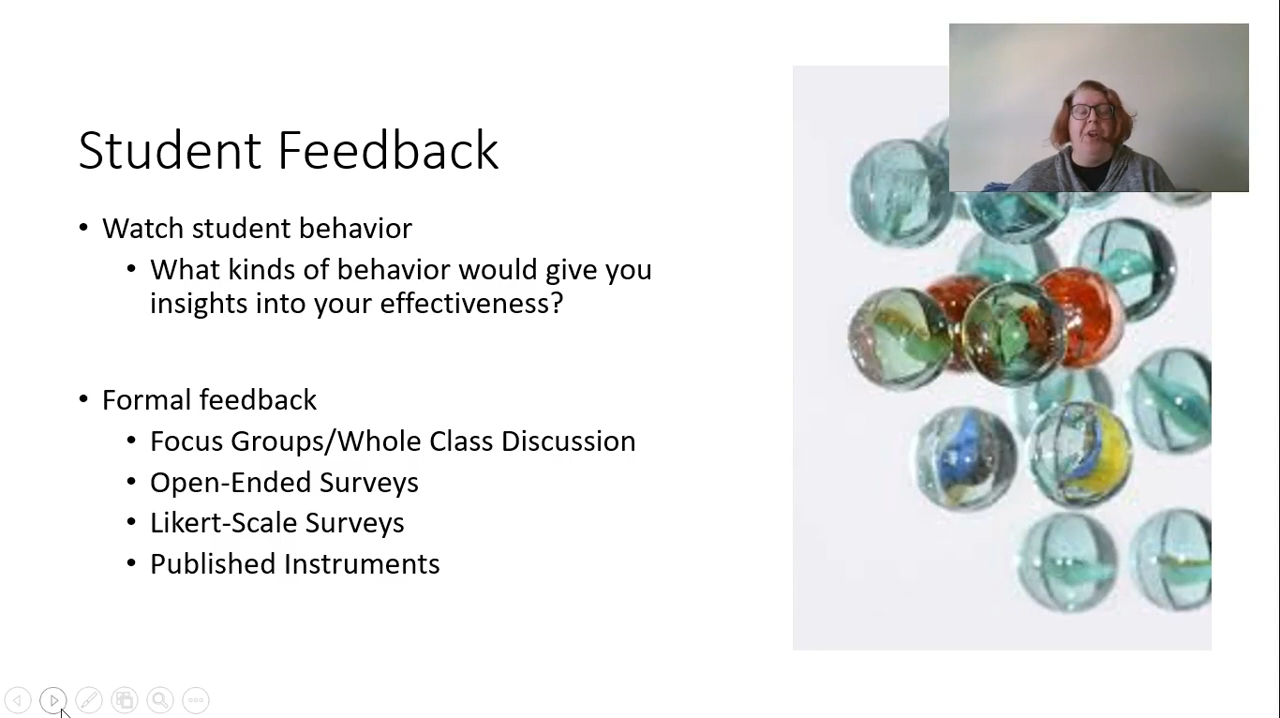 Student Feedback
• Watch student behavior
• What kinds of behavior would give you
insights into your effectiveness?
• Formal feedback
• Focus Groups/Whole Class Discussion
• Open-Ended Surveys
• Likert-Scale Surveys
• Published Instruments